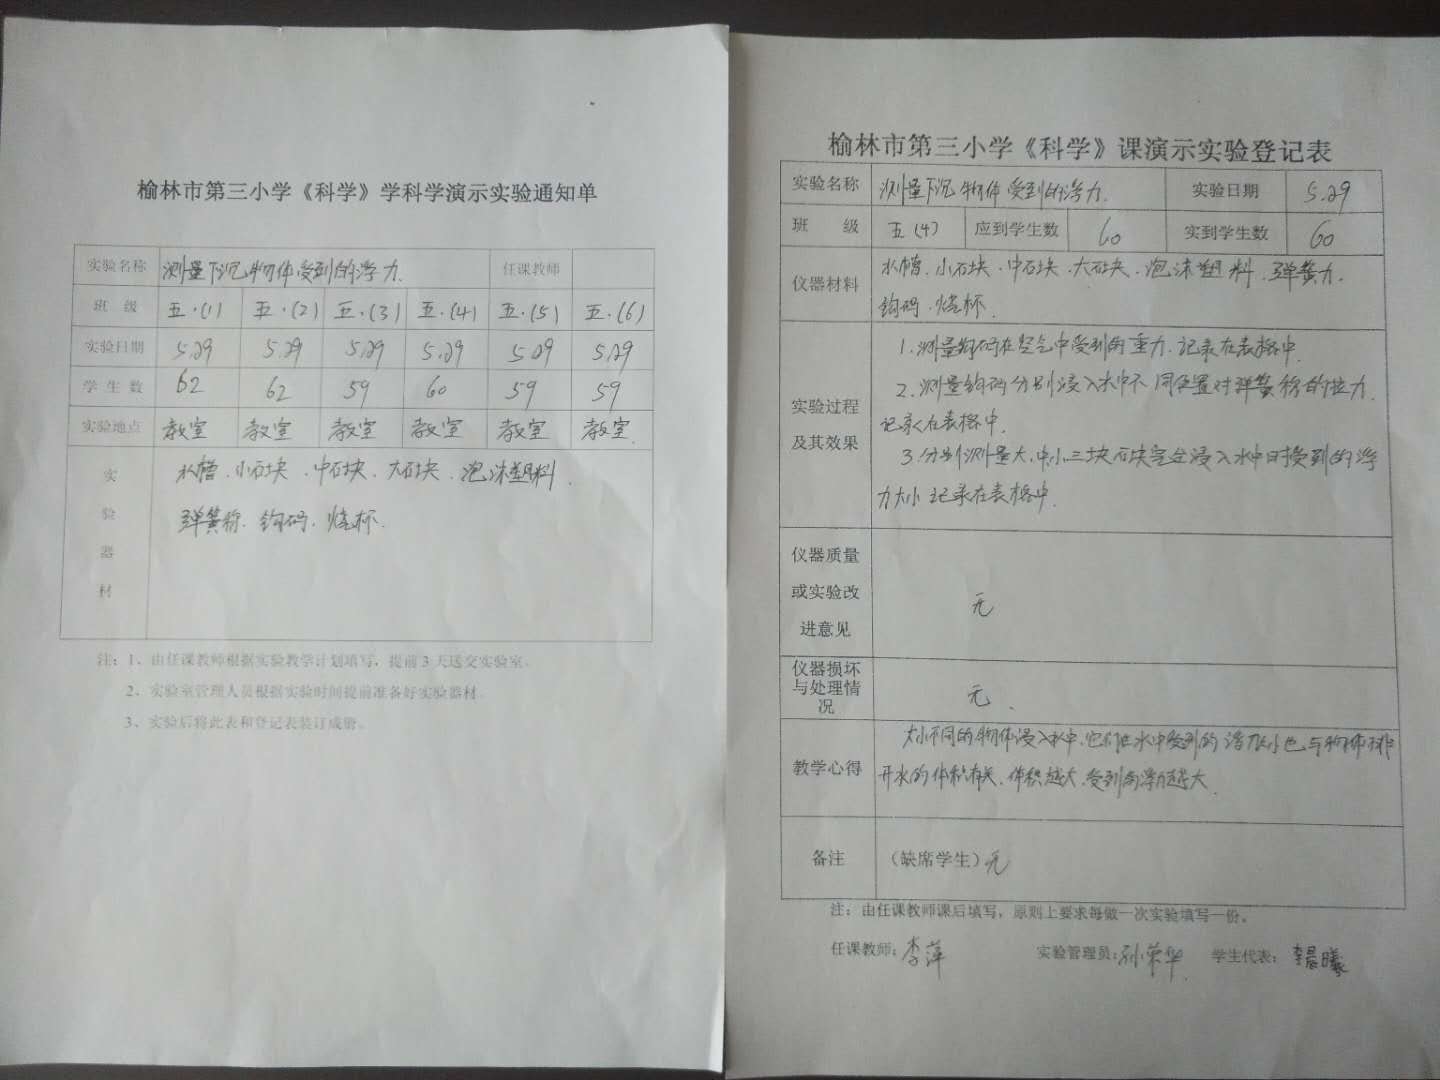 榆林市第三小学《科学》学科学演示实验通知单
实验名称 测量下沉物体受到的浮力. 任课教师
班 级 五.(1) 五.(2) 五.(3) 五.(4) 五.(5) 五.(6)
实验日期 5.29 5.29 5.29 5.29 5.29 5.29
学生数 62 62 59 60 59 59
实验地点 教室 教室 教室 教室 教室 教室.
实验器材
水槽、小石块、中石块、大石块、泡沫塑料.
弹簧称、钩码、烧杯.
注：1、由任课教师根据实验教学计划填写，提前3天送交实验室。
2、实验室管理人员根据实验时间提前准备好实验器材。
3、实验后将此表和登记表装订成册。
榆林市第三小学《科学》课演示实验登记表
实验名称 测量下沉物体受到的浮力. 实验日期 5.29
班 级 五(4) 应到学生数 60 实到学生数 60
仪器材料
水槽、小石块、中石块、大石块、泡沫塑料、弹簧力.
钩码、烧杯.
实验过程及其效果
1.测量钩码在空气中受到的重力.记录在表格中.
2.测量钩码分别浸入水中不同位置对弹簧称的拉力.
记录在表格中.
3.分别测量大、中、小三块石块完全浸入水中时受到的浮
力大小记录在表格中.
仪器质量或实验改进意见 无
仪器损坏与处理情况 无.
教学心得
大小不同的物体浸入水中,它们在水中受到的 与物体排
开水的体积有关.体积越大.受到的浮力越大.
备注 （缺席学生）无
注：由任课教师课后填写，原则上要求每做一次实验填写一份。
任课教师：李萍 实验管理员：孙荣华 学生代表：李晨曦